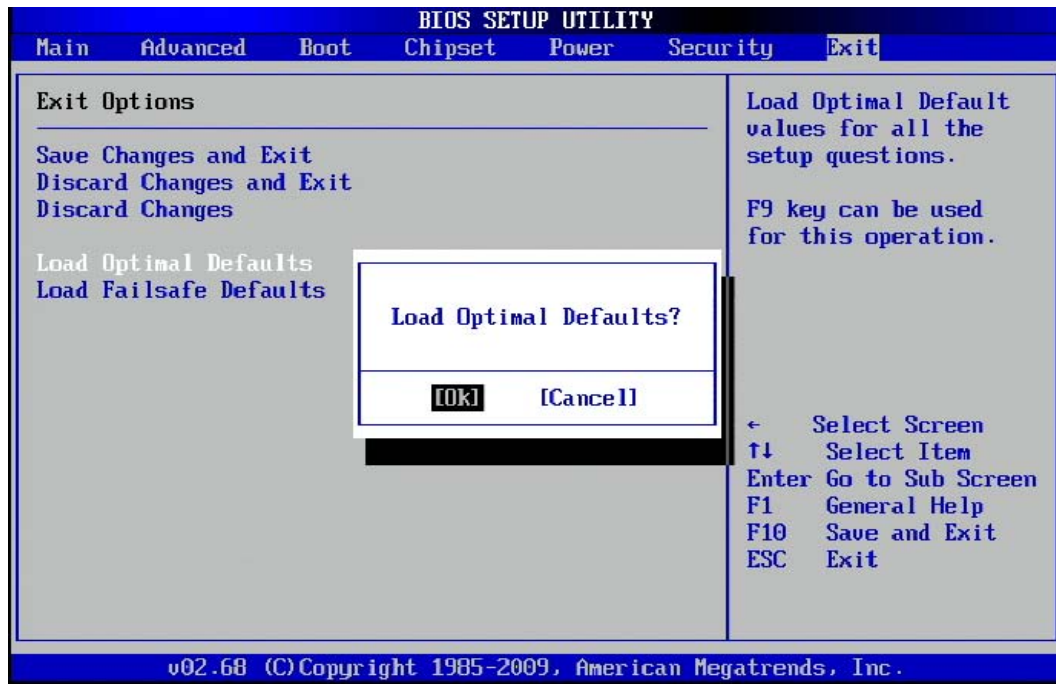 BIOS SETUP UTILITY
Main Advanced Boot Chipset Power Security Exit
Exit Options
Save Changes and Exit
Discard Changes and Exit
Discard Changes
Load Optimal Defaults
Load Failsafe Defaults
Load Optimal Defaults?
[Ok] [Cancel]
Load Optimal Default
values for all the
setup questions.
F9 key can be used
for this operation.
← Select Screen
↑↓ Select Item
Enter Go to Sub Screen
F1 General Help
F10 Save and Exit
ESC Exit
v02.68 (C)Copyright 1985-2009, American Megatrends, Inc.